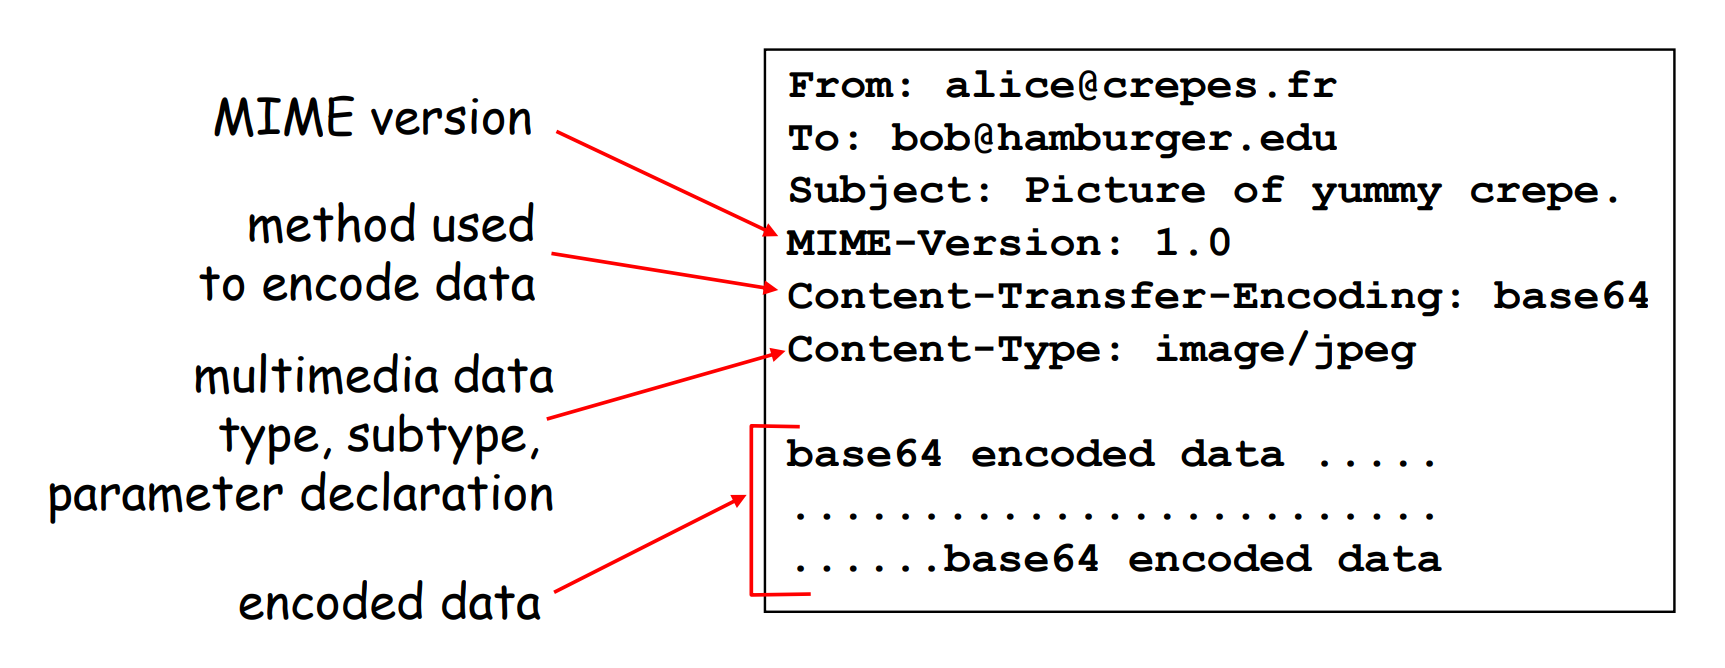 MIME version
method used
to encode data
multimedia data
type, subtype,
parameter declaration
encoded data
From: alice@crepes.fr
To: bob@hamburger.edu
Subject: Picture of yummy crepe.
MIME-Version: 1.0
Content-Transfer-Encoding: base64
Content-Type: image/jpeg
base64 encoded data .....
.........................
......base64 encoded data